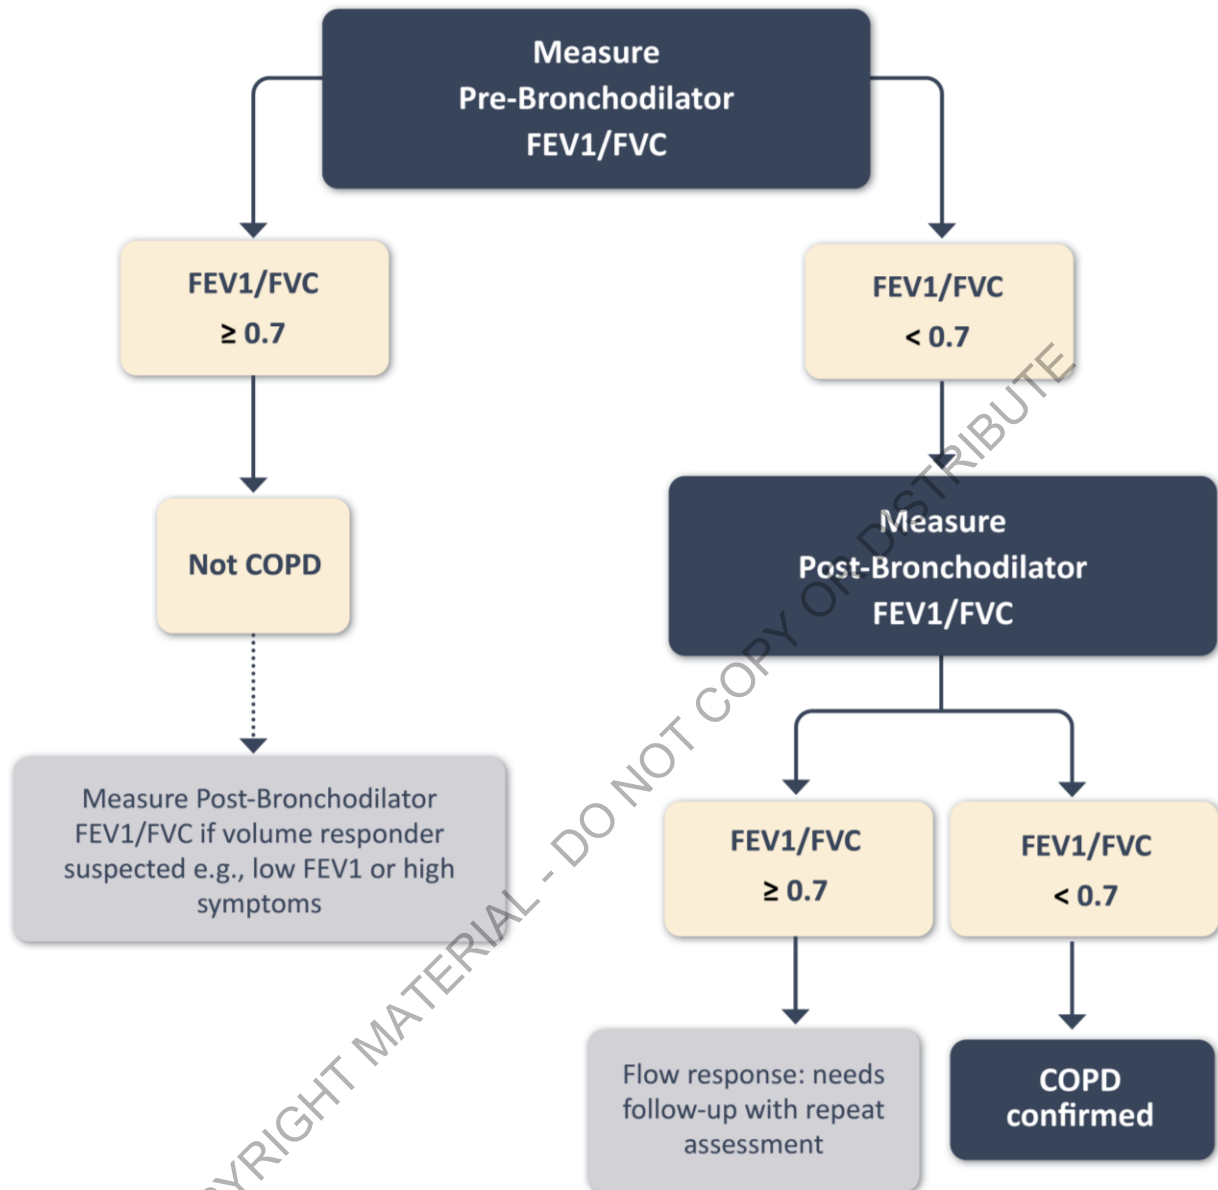 Measure
Pre-Bronchodilator
FEV1/FVC
FEV1/FVC
≥ 0.7
FEV1/FVC
< 0.7
Not COPD
Measure
Post-Bronchodilator
FEV1/FVC
Measure Post-Bronchodilator
FEV1/FVC if volume responder
suspected e.g., low FEV1 or high
symptoms
FEV1/FVC
≥ 0.7
FEV1/FVC
< 0.7
Flow response: needs
follow-up with repeat
assessment
COPD
confirmed
PYRIGHT MATERIAL - DO NOT COPY OR DISTRIBUTE